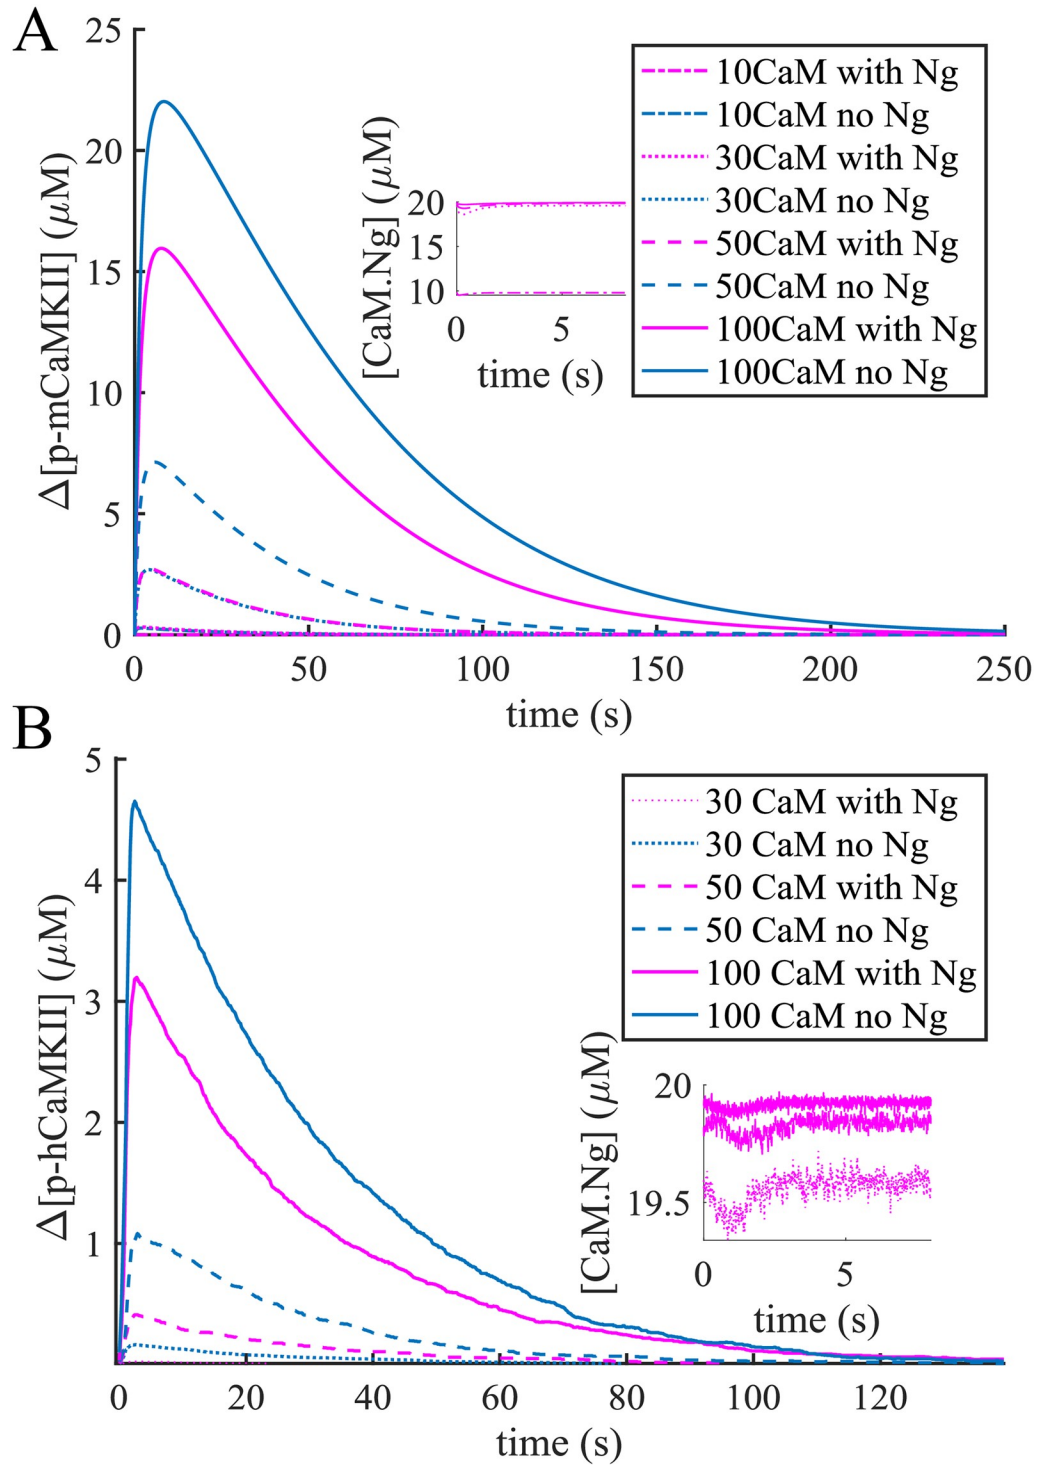 A
25
20
15
10
5
0
Δ[p-mCaMKII] (μM)
0 50 100 150 200 250
time (s)
10CaM with Ng
10CaM no Ng
30CaM with Ng
30CaM no Ng
50CaM with Ng
50CaM no Ng
100CaM with Ng
100CaM no Ng
[CaM.Ng] (μM)
20
15
10
0 5
time (s)
B
5
4
3
2
1
Δ[p-hCaMKII] (μM)
0 20 40 60 80 100 120
time (s)
30 CaM with Ng
30 CaM no Ng
50 CaM with Ng
50 CaM no Ng
100 CaM with Ng
100 CaM no Ng
[CaM.Ng] (μM)
20
19.5
0 5
time (s)